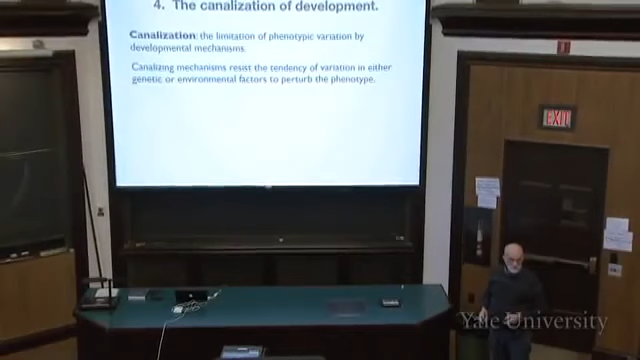 4. The canalization of development.
Canalization: the limitation of phenotypic variation by
developmental mechanisms.
Canalizing mechanisms resist the tendency of variation in either
genetic or environmental factors to perturb the phenotype.
EXIT
Yale University